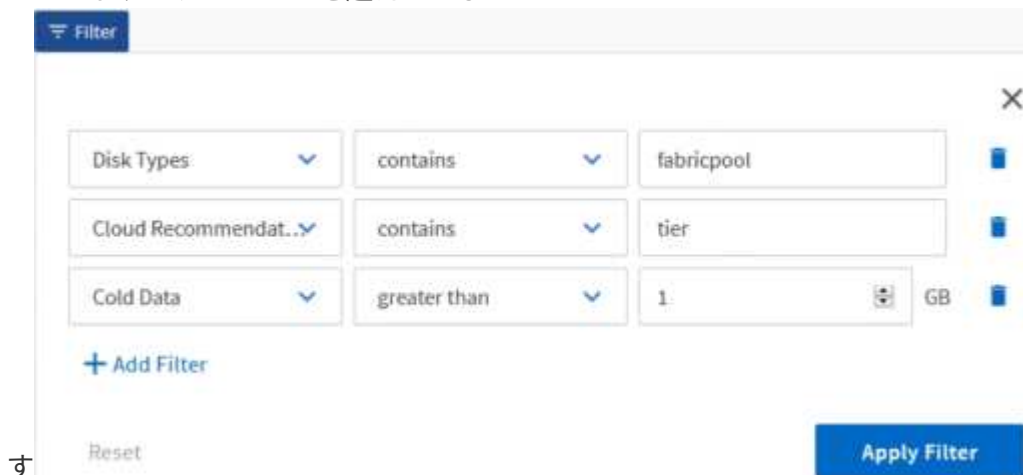 Filter
Disk Types contains fabricpool
Cloud Recommendat.. contains tier
Cold Data greater than 1 GB
+ Add Filter
Reset Apply Filter
す